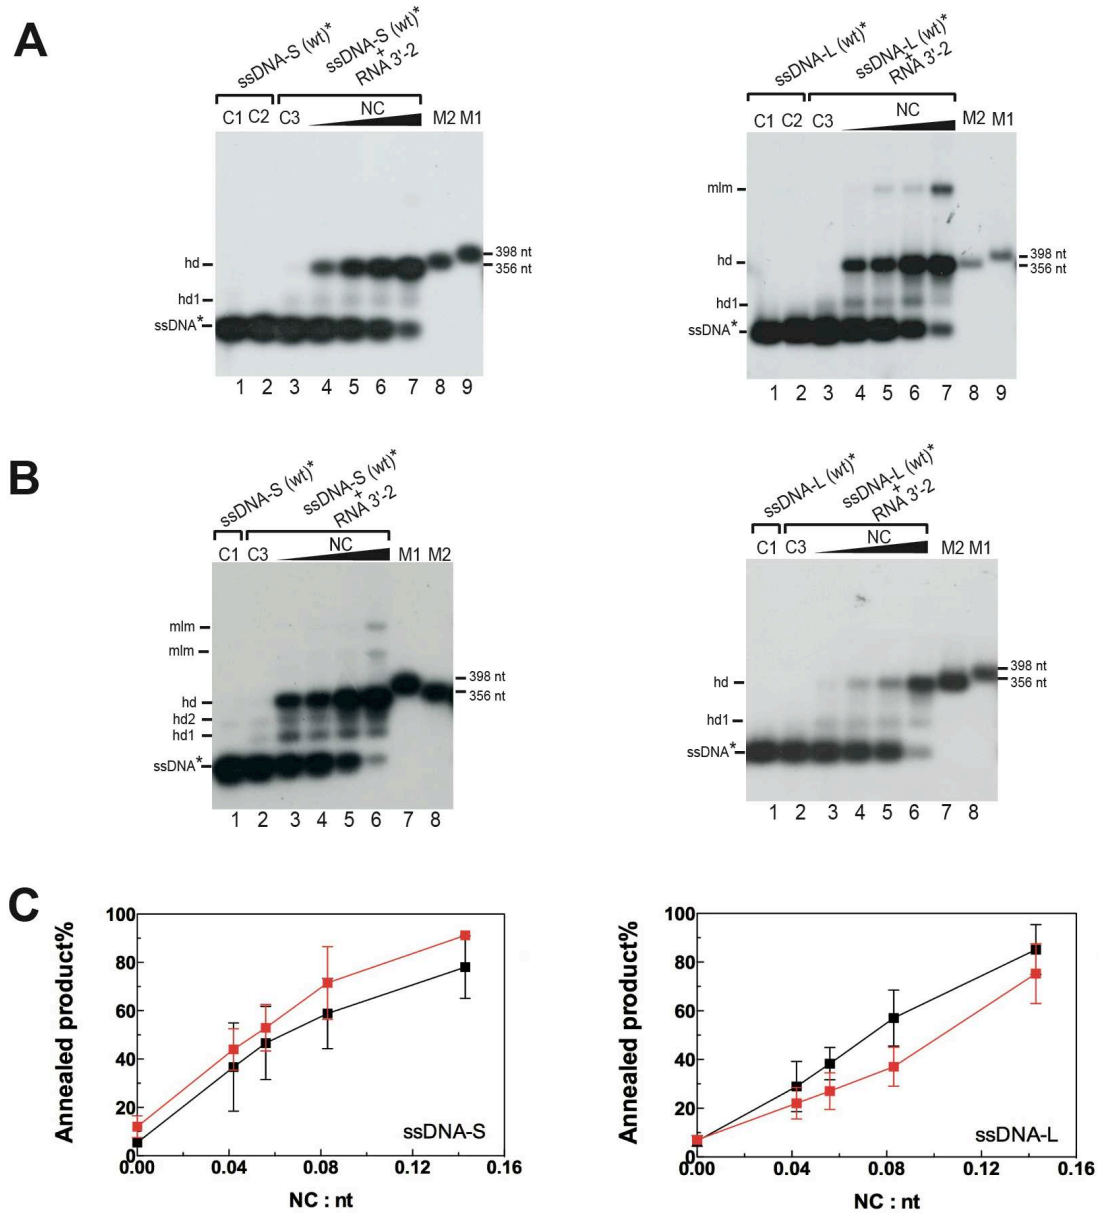 A
ssDNA-S (wt)*
ssDNA-S (wt)*
+
RNA 3'-2
C1 C2 C3 NC M2 M1
hd
hd1
ssDNA*
398 nt
356 nt
1 2 3 4 5 6 7 8 9
ssDNA-L (wt)*
ssDNA-L (wt)*
+
RNA 3'-2
C1 C2 C3 NC M2 M1
mlm
hd
hd1
ssDNA*
398 nt
356 nt
1 2 3 4 5 6 7 8 9
B
ssDNA-S (wt)*
ssDNA-S (wt)*
+
RNA 3'-2
C1 C3 NC M1 M2
mlm
mlm
hd
hd2
hd1
ssDNA*
398 nt
356 nt
1 2 3 4 5 6 7 8
ssDNA-L (wt)*
ssDNA-L (wt)*
+
RNA 3'-2
C1 C3 NC M2 M1
hd
hd1
ssDNA*
398 nt
356 nt
1 2 3 4 5 6 7 8
C
Annealed product%
100
80
60
40
20
0
0.00 0.04 0.08 0.12 0.16
ssDNA-S
NC : nt
Annealed product%
100
80
60
40
20
0
0.00 0.04 0.08 0.12 0.16
ssDNA-L
NC : nt